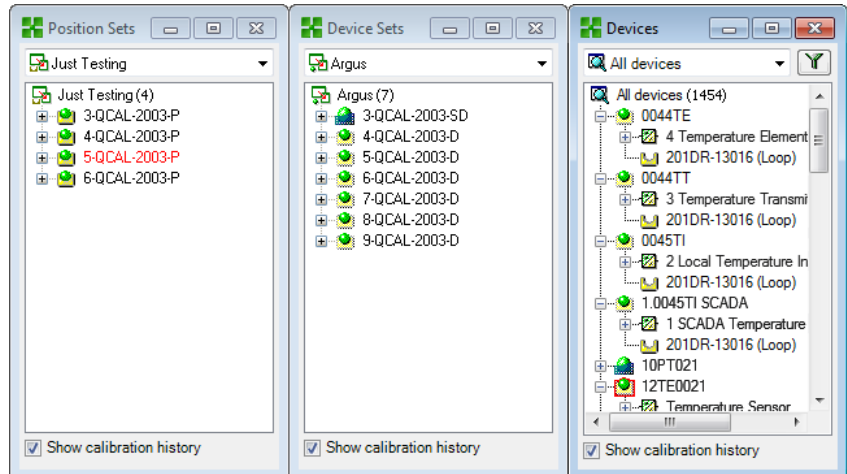 Position Sets
Just Testing
Just Testing (4)
3-QCAL-2003-P
4-QCAL-2003-P
5-QCAL-2003-P
6-QCAL-2003-P
Show calibration history
Device Sets
Argus
Argus (7)
3-QCAL-2003-SD
4-QCAL-2003-D
5-QCAL-2003-D
6-QCAL-2003-D
7-QCAL-2003-D
8-QCAL-2003-D
9-QCAL-2003-D
Show calibration history
Devices
All devices
All devices (1454)
0044TE
4 Temperature Element
201DR-13016 (Loop)
0044TT
3 Temperature Transmi
201DR-13016 (Loop)
0045TI
2 Local Temperature In
201DR-13016 (Loop)
1.0045TI SCADA
1 SCADA Temperature
201DR-13016 (Loop)
10PT021
12TE0021
Temperature Sensor
Show calibration history